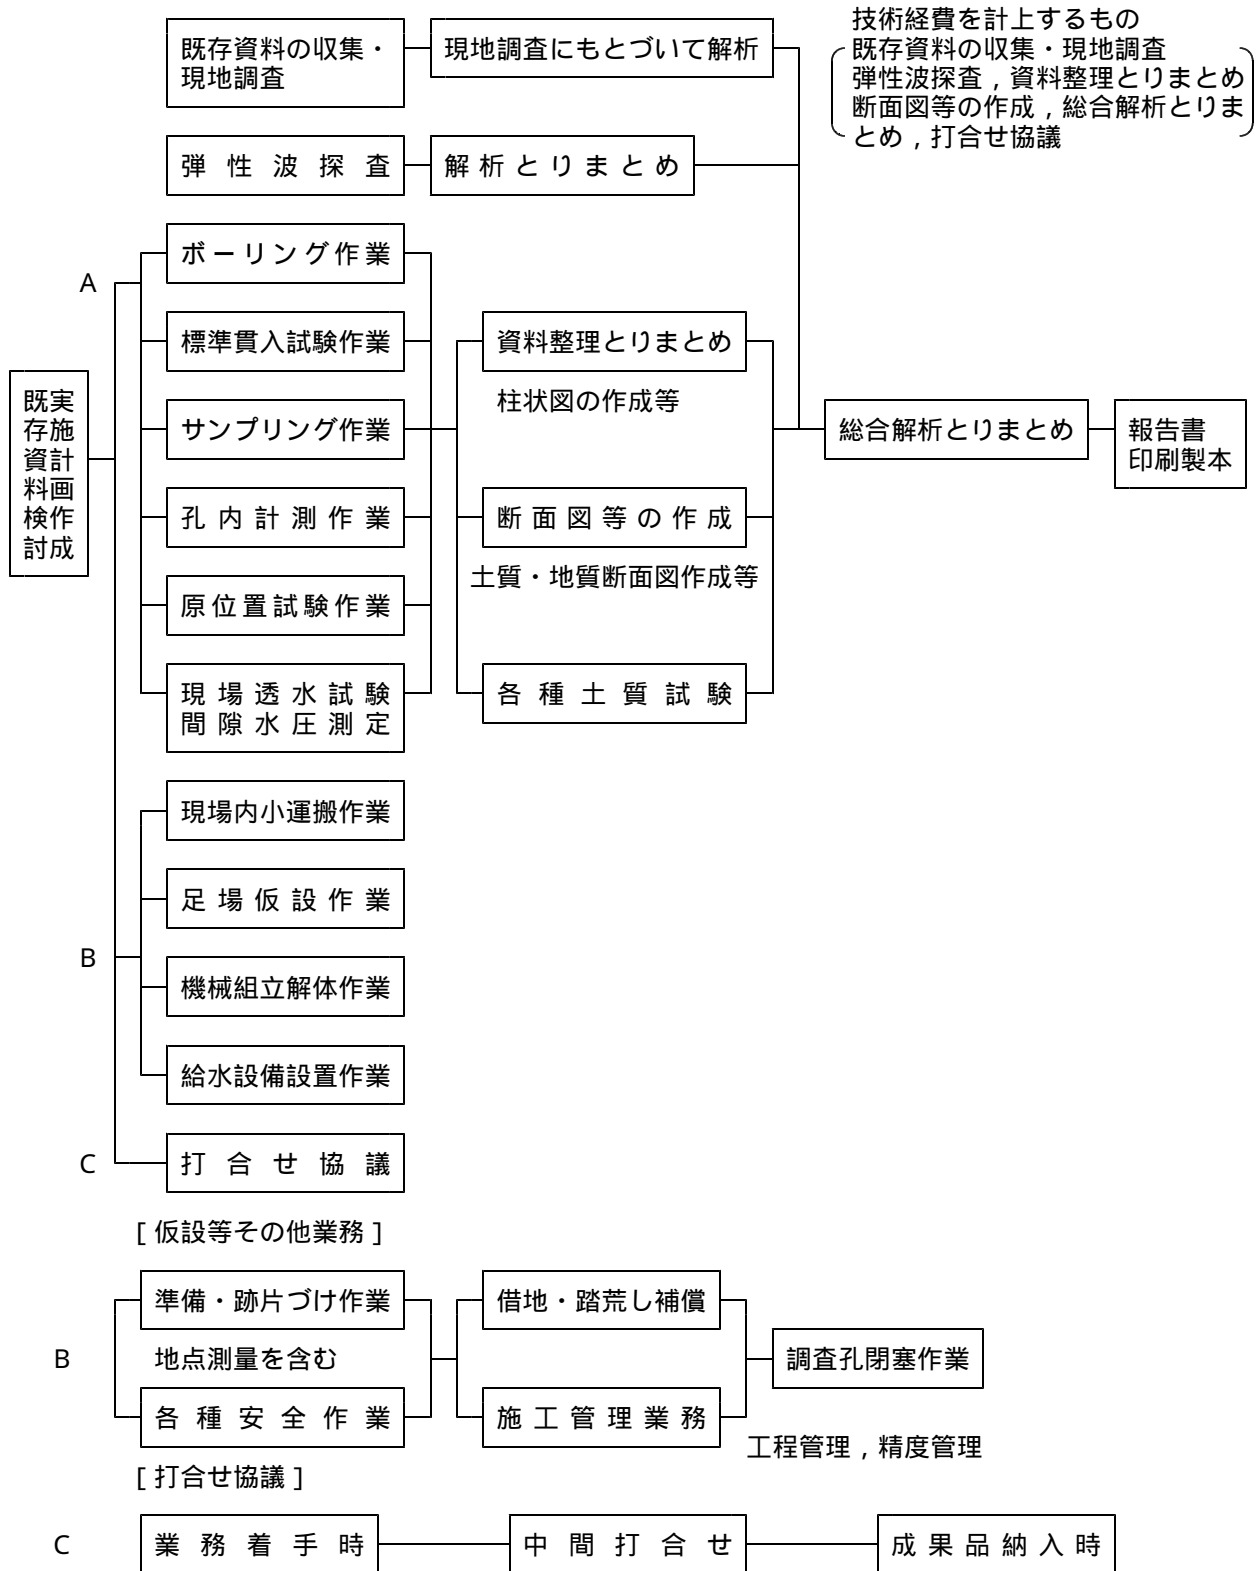 技術経費を計上するもの
既存資料の収集・現地調査
弾性波探査，資料整理とりまとめ
断面図等の作成，総合解析とりま
とめ，打合せ協議
既存資料の収集・
現地調査
現地調査にもとづいて解析
弾性波探査
解析とりまとめ
A
ボーリング作業
標準貫入試験作業
サンプリング作業
孔内計測作業
原位置試験作業
現場透水試験
間隙水圧測定
資料整理とりまとめ
柱状図の作成等
断面図等の作成
土質・地質断面図作成等
各種土質試験
総合解析とりまとめ
報告書
印刷製本
実施計画作成
既存資料検討
B
現場内小運搬作業
足場仮設作業
機械組立解体作業
給水設備設置作業
C
打合せ協議
[ 仮設等その他業務 ]
B
準備・跡片づけ作業
地点測量を含む
各種安全作業
借地・踏荒し補償
施工管理業務
工程管理，精度管理
調査孔閉塞作業
[ 打合せ協議 ]
C
業務着手時
中間打合せ
成果品納入時